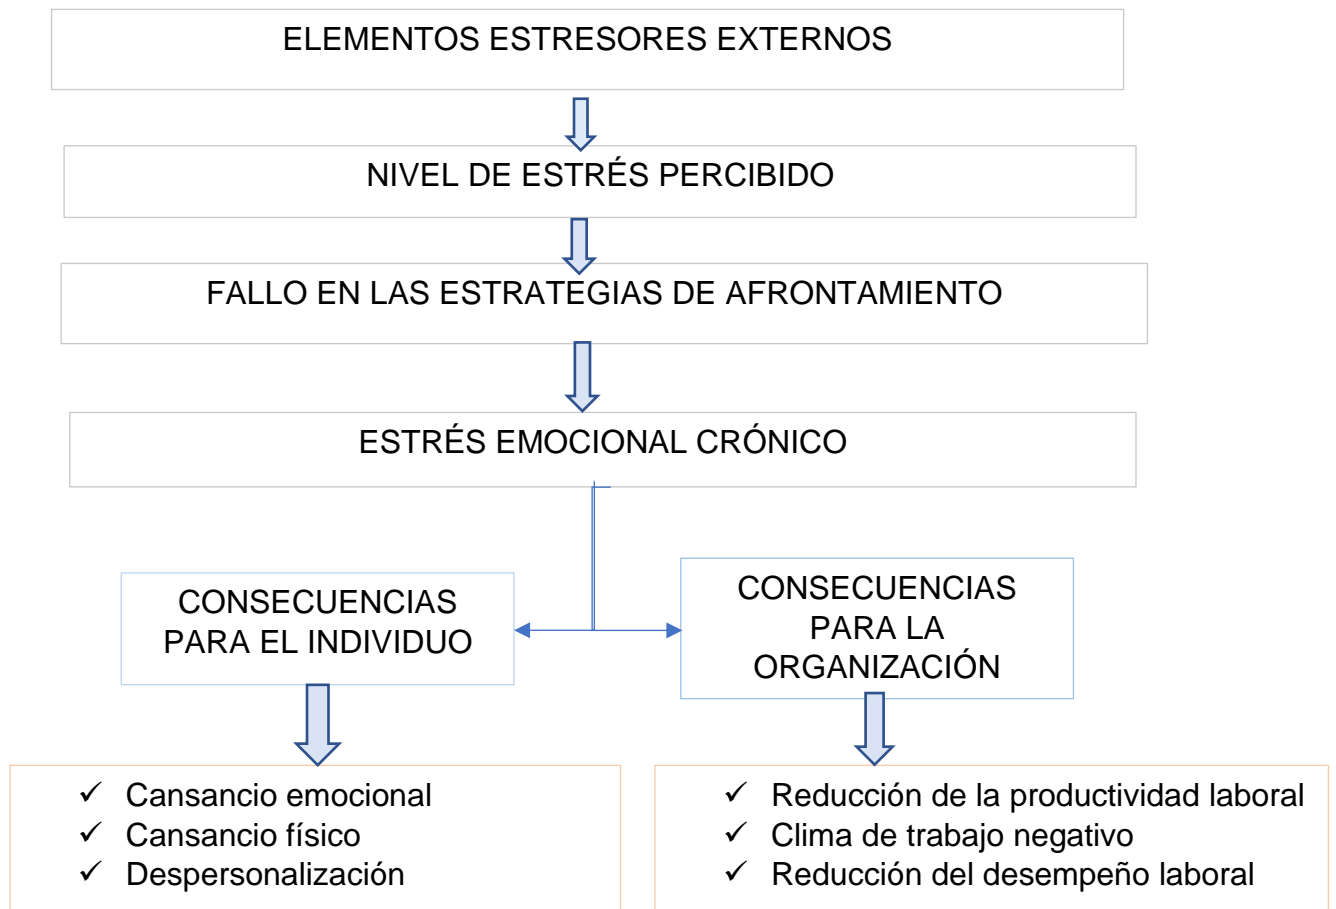 ELEMENTOS ESTRESORES EXTERNOS
NIVEL DE ESTRÉS PERCIBIDO
FALLO EN LAS ESTRATEGIAS DE AFRONTAMIENTO
ESTRÉS EMOCIONAL CRÓNICO
CONSECUENCIAS
PARA EL INDIVIDUO
CONSECUENCIAS
PARA LA
ORGANIZACIÓN
✓ Cansancio emocional
✓ Cansancio físico
✓ Despersonalización
✓ Reducción de la productividad laboral
✓ Clima de trabajo negativo
✓ Reducción del desempeño laboral